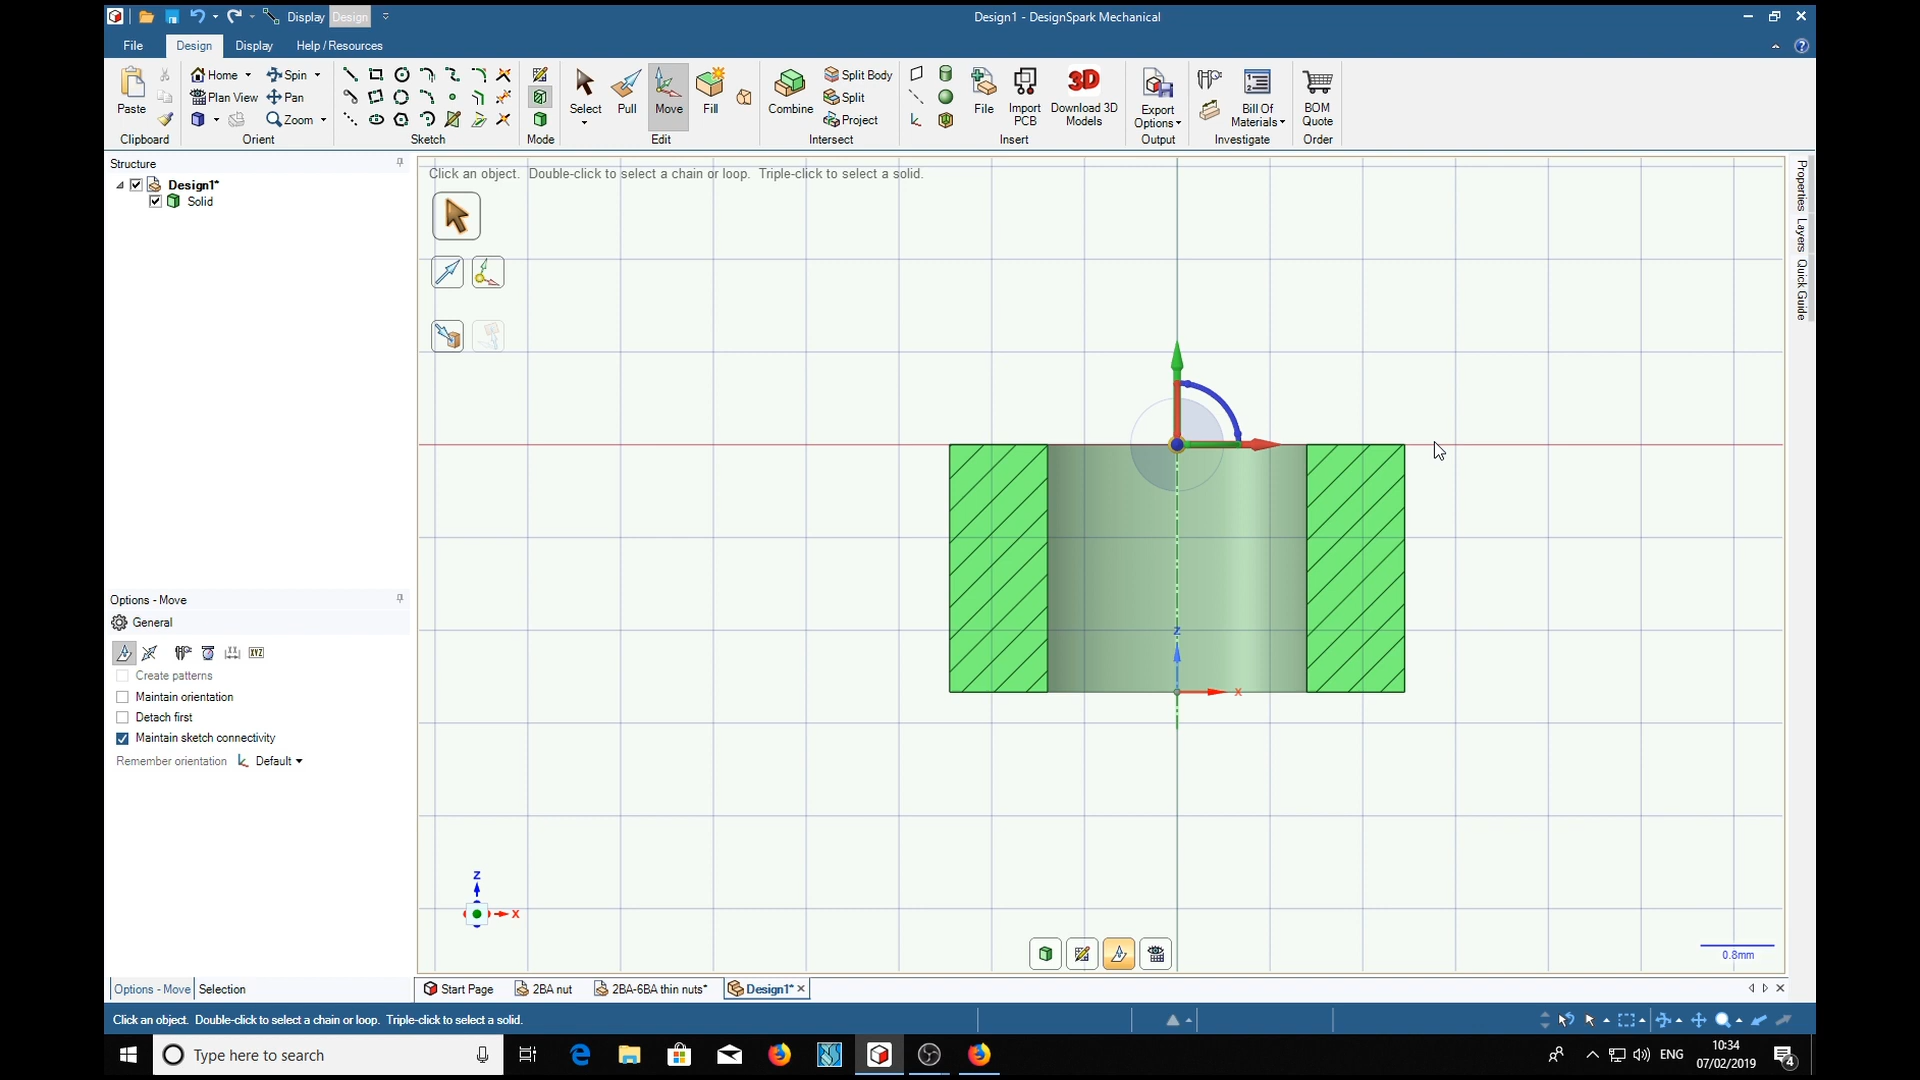 Display Design
Design1 - DesignSpark Mechanical
File Design Display Help / Resources
Paste
Clipboard
Home Spin
Plan View Pan
Zoom
Orient
Sketch
Mode
Select Pull Move Fill
Edit
Combine
Split Body
Split
Project
Intersect
File
Import
PCB
3D
Download 3D
Models
Insert
Export
Options
Output
Bill Of
Materials
Investigate
BOM
Quote
Order
Structure
Design1*
Solid
Click an object. Double-click to select a chain or loop. Triple-click to select a solid.
Properties
Layers
Quick Guide
Options - Move
General
XYZ
Create patterns
Maintain orientation
Detach first
Maintain sketch connectivity
Remember orientation Default
z
x
z
x
0.8mm
Options - Move Selection
Start Page 2BA nut 2BA-6BA thin nuts* Design1*
Click an object. Double-click to select a chain or loop. Triple-click to select a solid.
Type here to search
ENG
10:34
07/02/2019
4